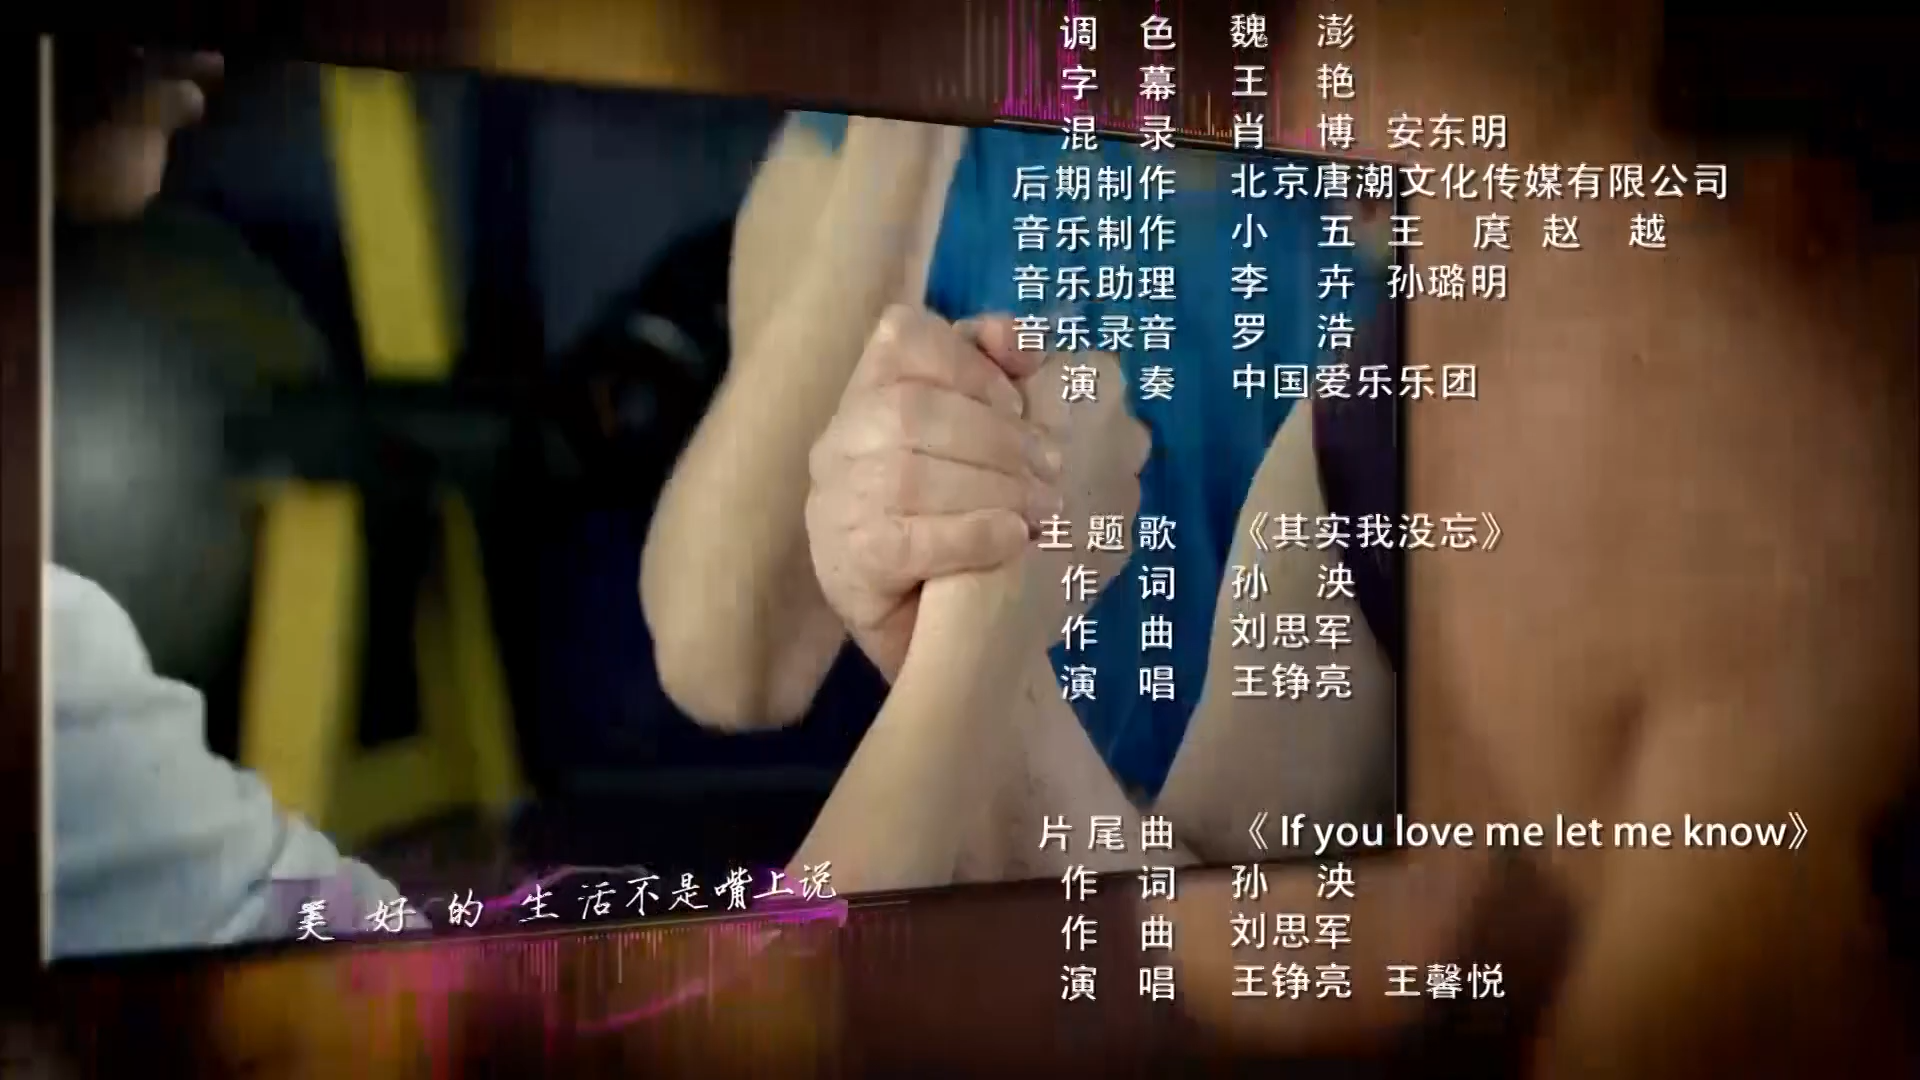 调色 魏澎
字幕 王艳
混录 肖博 安东明
后期制作 北京唐潮文化传媒有限公司
音乐制作 小五 王赓 赵越
音乐助理 李卉 孙璐明
音乐录音 罗浩
演奏 中国爱乐乐团
主题歌 《其实我没忘》
作词 孙泱
作曲 刘思军
演唱 王铮亮
片尾曲 《If you love me let me know》
作词 孙泱
作曲 刘思军
演唱 王铮亮 王馨悦
美好的生活不是嘴上说